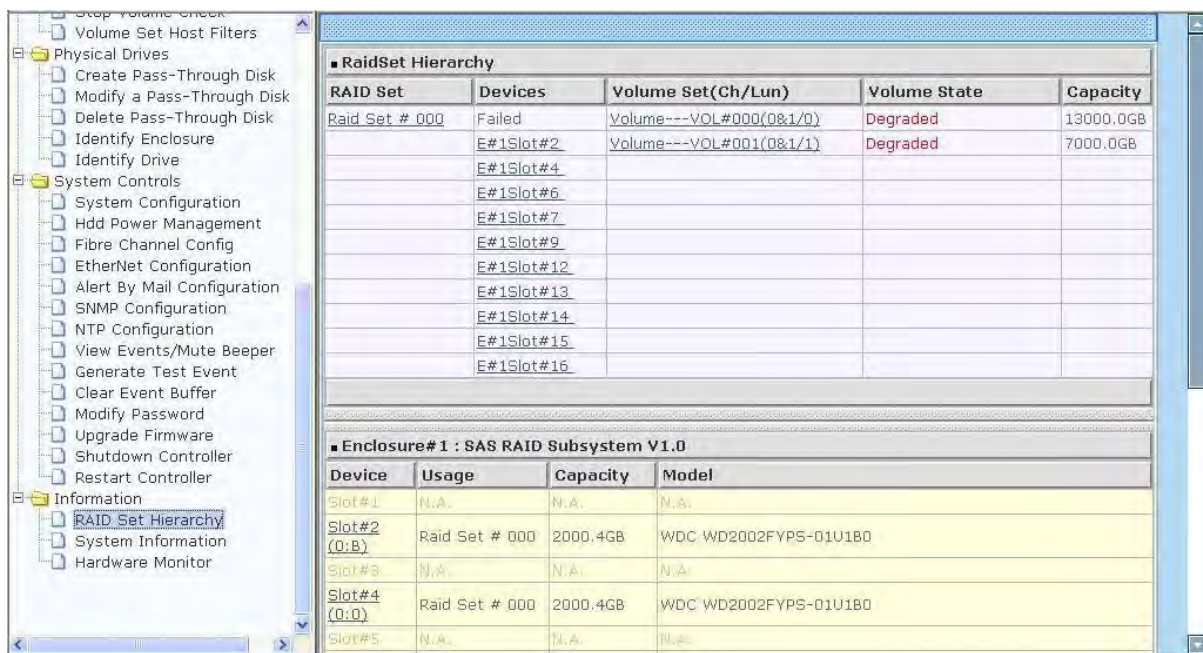 Stop Volume Check
Volume Set Host Filters
Physical Drives
Create Pass-Through Disk
Modify a Pass-Through Disk
Delete Pass-Through Disk
Identify Enclosure
Identify Drive
System Controls
System Configuration
Hdd Power Management
Fibre Channel Config
EtherNet Configuration
Alert By Mail Configuration
SNMP Configuration
NTP Configuration
View Events/Mute Beeper
Generate Test Event
Clear Event Buffer
Modify Password
Upgrade Firmware
Shutdown Controller
Restart Controller
Information
RAID Set Hierarchy
System Information
Hardware Monitor
RaidSet Hierarchy
RAID Set Devices Volume Set(Ch/Lun) Volume State Capacity
Raid Set # 000 Failed Volume---VOL#000(0&1/0) Degraded 13000.0GB
E#1Slot#2 Volume---VOL#001(0&1/1) Degraded 7000.0GB
E#1Slot#4
E#1Slot#6
E#1Slot#7
E#1Slot#9
E#1Slot#12
E#1Slot#13
E#1Slot#14
E#1Slot#15
E#1Slot#16
Enclosure#1 : SAS RAID Subsystem V1.0
Device Usage Capacity Model
Slot#1 N.A. N.A. N.A.
Slot#2
(0:B) Raid Set # 000 2000.4GB WDC WD2002FYPS-01U1B0
Slot#3 N.A. N.A. N.A.
Slot#4
(0:0) Raid Set # 000 2000.4GB WDC WD2002FYPS-01U1B0
Slot#5 N.A. N.A. N.A.